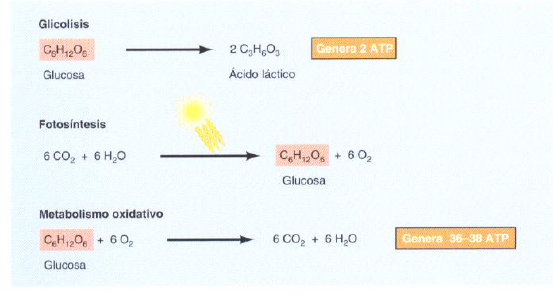 Glicolisis
C₆H₁₂O₆ 2 C₃H₆O₃ Genera 2 ATP
Glucosa Ácido láctico
Fotosíntesis
6 CO₂ + 6 H₂O C₆H₁₂O₆ + 6 O₂
Glucosa
Metabolismo oxidativo
C₆H₁₂O₆ + 6 O₂ 6 CO₂ + 6 H₂O Genera 36–38 ATP
Glucosa